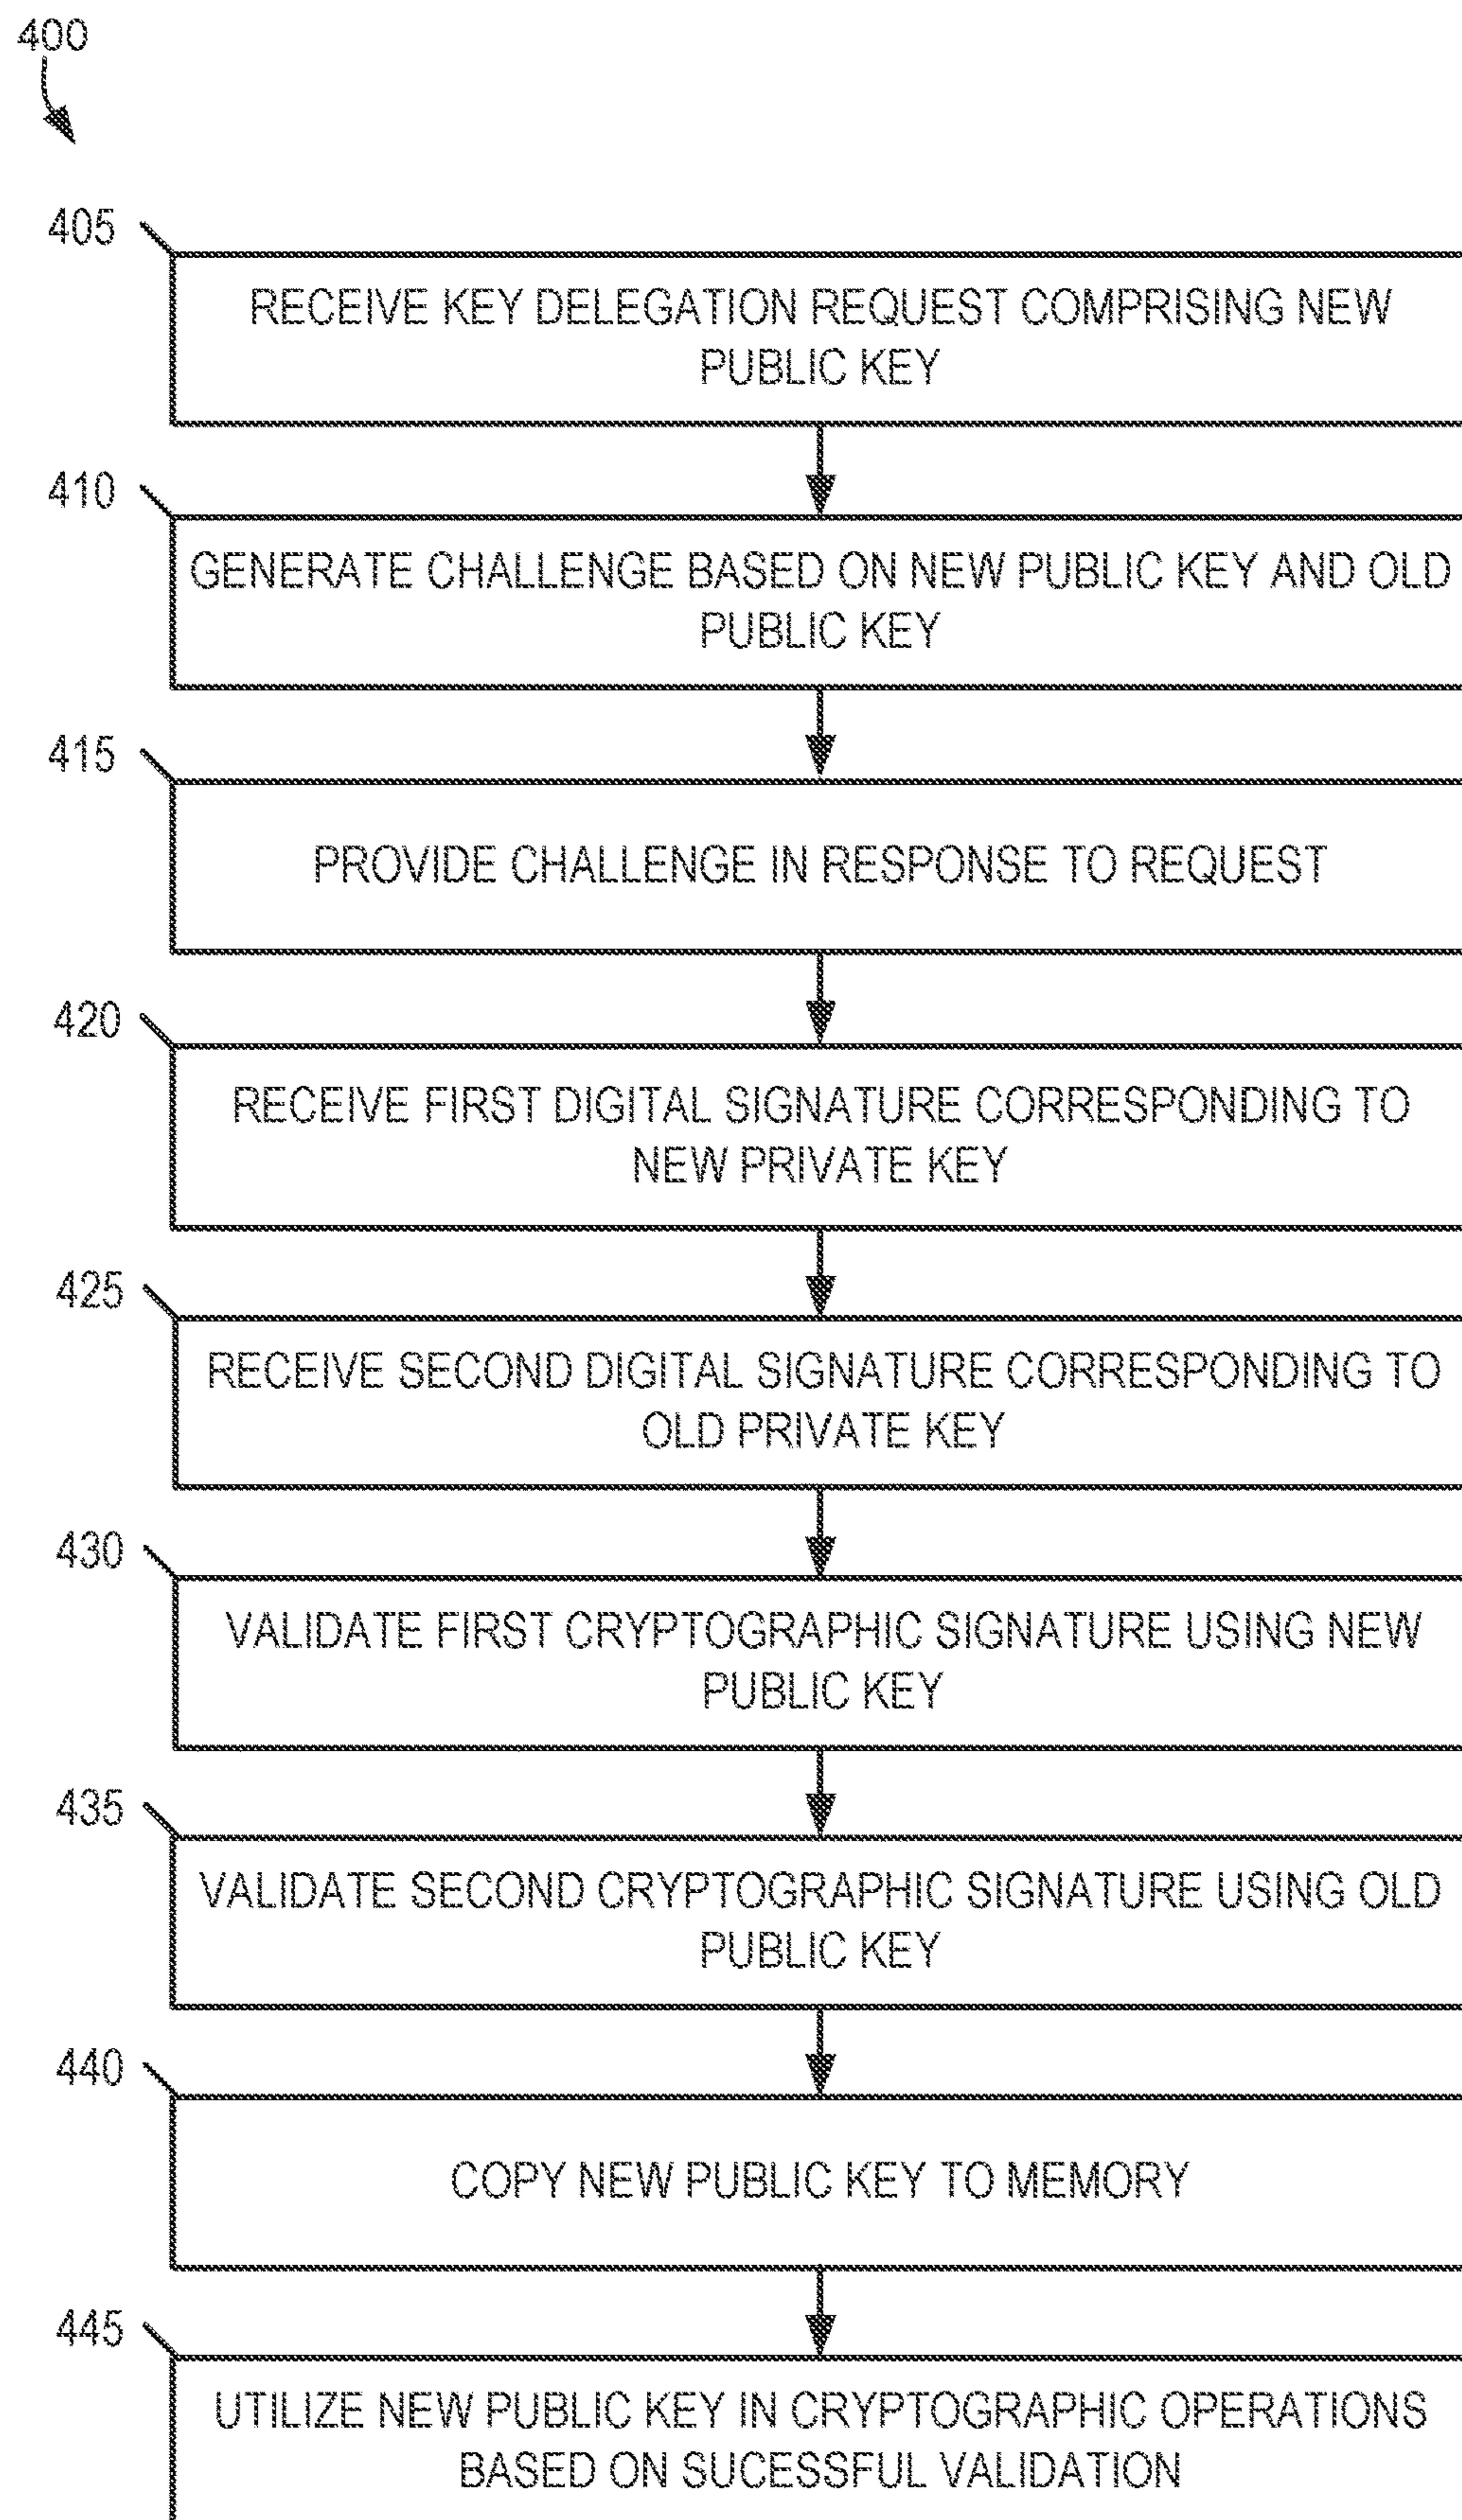 400
405
RECEIVE KEY DELEGATION REQUEST COMPRISING NEW
PUBLIC KEY
410
GENERATE CHALLENGE BASED ON NEW PUBLIC KEY AND OLD
PUBLIC KEY
415
PROVIDE CHALLENGE IN RESPONSE TO REQUEST
420
RECEIVE FIRST DIGITAL SIGNATURE CORRESPONDING TO
NEW PRIVATE KEY
425
RECEIVE SECOND DIGITAL SIGNATURE CORRESPONDING TO
OLD PRIVATE KEY
430
VALIDATE FIRST CRYPTOGRAPHIC SIGNATURE USING NEW
PUBLIC KEY
435
VALIDATE SECOND CRYPTOGRAPHIC SIGNATURE USING OLD
PUBLIC KEY
440
COPY NEW PUBLIC KEY TO MEMORY
445
UTILIZE NEW PUBLIC KEY IN CRYPTOGRAPHIC OPERATIONS
BASED ON SUCESSFUL VALIDATION